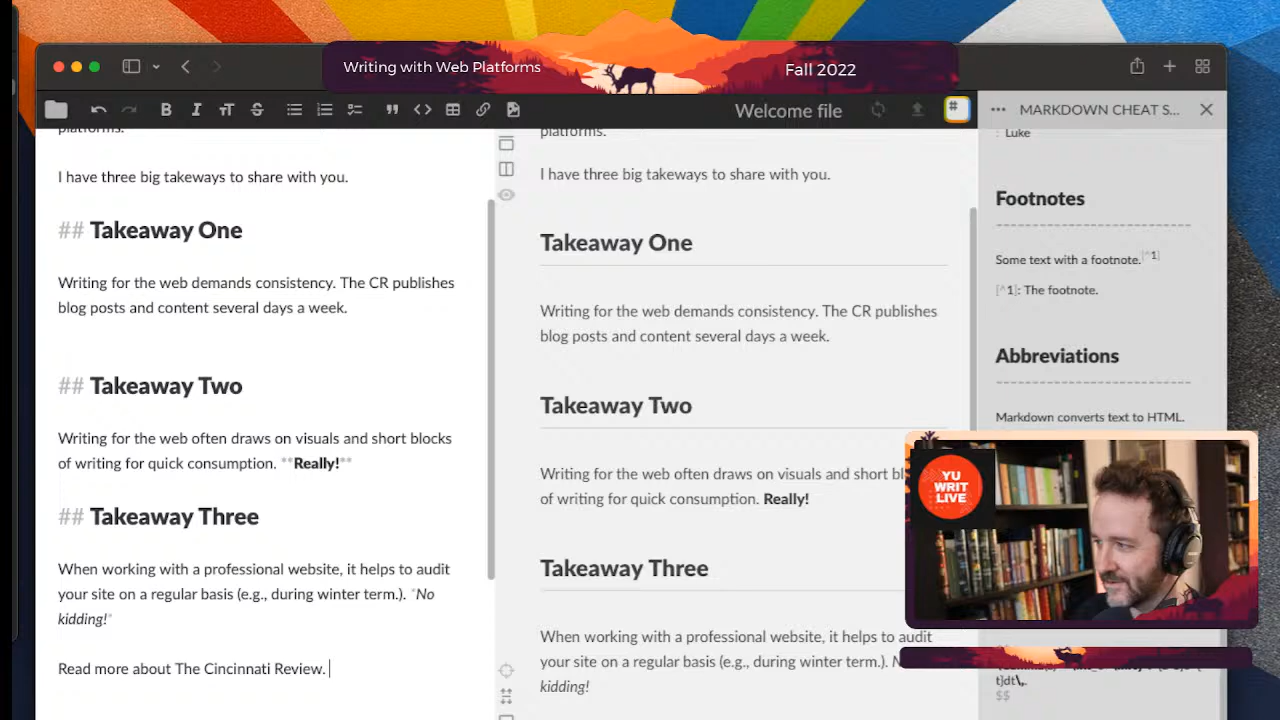 Writing with Web Platforms
Fall 2022
Welcome file
MARKDOWN CHEAT S...
platforms.
I have three big takeways to share with you.
## Takeaway One
Writing for the web demands consistency. The CR publishes
blog posts and content several days a week.
## Takeaway Two
Writing for the web often draws on visuals and short blocks
of writing for quick consumption. **Really!**
## Takeaway Three
When working with a professional website, it helps to audit
your site on a regular basis (e.g., during winter term.). *No
kidding!*
Read more about The Cincinnati Review.
platforms.
I have three big takeways to share with you.
Takeaway One
Writing for the web demands consistency. The CR publishes
blog posts and content several days a week.
Takeaway Two
Writing for the web often draws on visuals and short bl
of writing for quick consumption. Really!
Takeaway Three
When working with a professional website, it helps to audit
your site on a regular basis (e.g., during winter term.).
kidding!
: Luke
Footnotes
------------------------------
Some text with a footnote.[^1]
[^1]: The footnote.
Abbreviations
------------------------------
Markdown converts text to HTML.
YU
WRIT
LIVE
t}dt\,.
$$